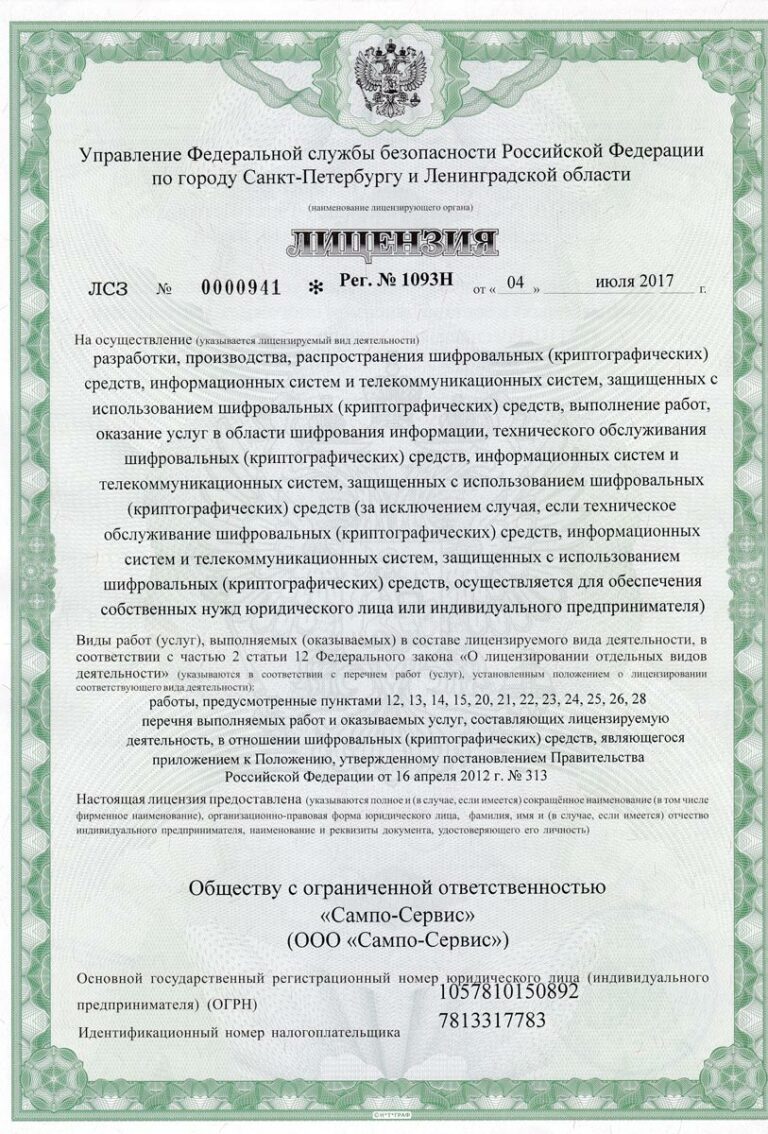 Управление Федеральной службы безопасности Российской Федерации
по городу Санкт-Петербургу и Ленинградской области
(наименование лицензирующего органа)
ЛИЦЕНЗИЯ
ЛСЗ № 0000941 * Рег. № 1093Н от « 04 » июля 2017 г.
На осуществление (указывается лицензируемый вид деятельности)
разработки, производства, распространения шифровальных (криптографических)
средств, информационных систем и телекоммуникационных систем, защищенных с
использованием шифровальных (криптографических) средств, выполнение работ,
оказание услуг в области шифрования информации, технического обслуживания
шифровальных (криптографических) средств, информационных систем и
телекоммуникационных систем, защищенных с использованием шифровальных
(криптографических) средств (за исключением случая, если техническое
обслуживание шифровальных (криптографических) средств, информационных
систем и телекоммуникационных систем, защищенных с использованием
шифровальных (криптографических) средств, осуществляется для обеспечения
собственных нужд юридического лица или индивидуального предпринимателя)
Виды работ (услуг), выполняемых (оказываемых) в составе лицензируемого вида деятельности, в
соответствии с частью 2 статьи 12 Федерального закона «О лицензировании отдельных видов
деятельности» (указываются в соответствии с перечнем работ (услуг), установленным положением о лицензировании
соответствующего вида деятельности):
работы, предусмотренные пунктами 12, 13, 14, 15, 20, 21, 22, 23, 24, 25, 26, 28
перечня выполняемых работ и оказываемых услуг, составляющих лицензируемую
деятельность, в отношении шифровальных (криптографических) средств, являющегося
приложением к Положению, утвержденному постановлением Правительства
Российской Федерации от 16 апреля 2012 г. № 313
Настоящая лицензия предоставлена (указываются полное и (в случае, если имеется) сокращённое наименование (в том числе
фирменное наименование), организационно-правовая форма юридического лица, фамилия, имя и (в случае, если имеется) отчество
индивидуального предпринимателя, наименование и реквизиты документа, удостоверяющего его личность)
Обществу с ограниченной ответственностью
«Сампо-Сервис»
(ООО «Сампо-Сервис»)
Основной государственный регистрационный номер юридического лица (индивидуального
предпринимателя) (ОГРН) 1057810150892
Идентификационный номер налогоплательщика 7813317783